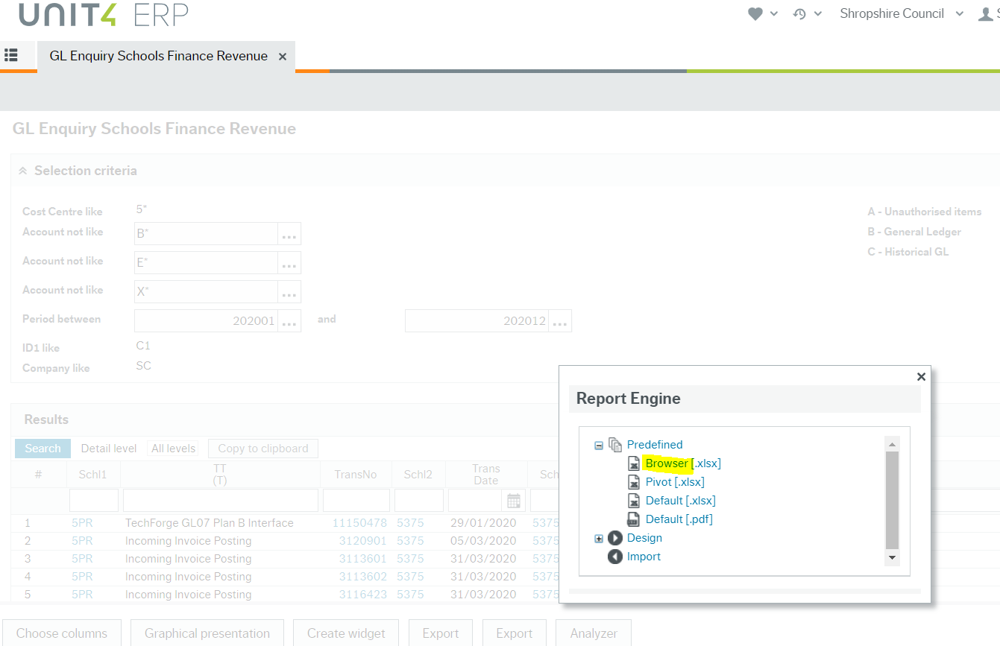 UNIT4 ERP
Shropshire Council
GL Enquiry Schools Finance Revenue
GL Enquiry Schools Finance Revenue
Selection criteria
Cost Centre like 5*
A - Unauthorised items
Account not like B*
B - General Ledger
C - Historical GL
Account not like E*
Account not like X*
Period between 202001 and 202012
ID1 like C1
Company like SC
Report Engine
Predefined
Browser [.xlsx]
Pivot [.xlsx]
Default [.xlsx]
Default [.pdf]
Design
Import
Results
Search Detail level All levels Copy to clipboard
# Schl1 TT (T) TransNo Schl2 Trans Date Sch
1 5PR TechForge GL07 Plan B Interface 11150478 5375 29/01/2020 5375
2 5PR Incoming Invoice Posting 3120901 5375 05/03/2020 5375
3 5PR Incoming Invoice Posting 3113601 5375 31/03/2020 5375
4 5PR Incoming Invoice Posting 3113602 5375 31/03/2020 5375
5 5PR Incoming Invoice Posting 3116423 5375 31/03/2020 5375
Choose columns Graphical presentation Create widget Export Export Analyzer